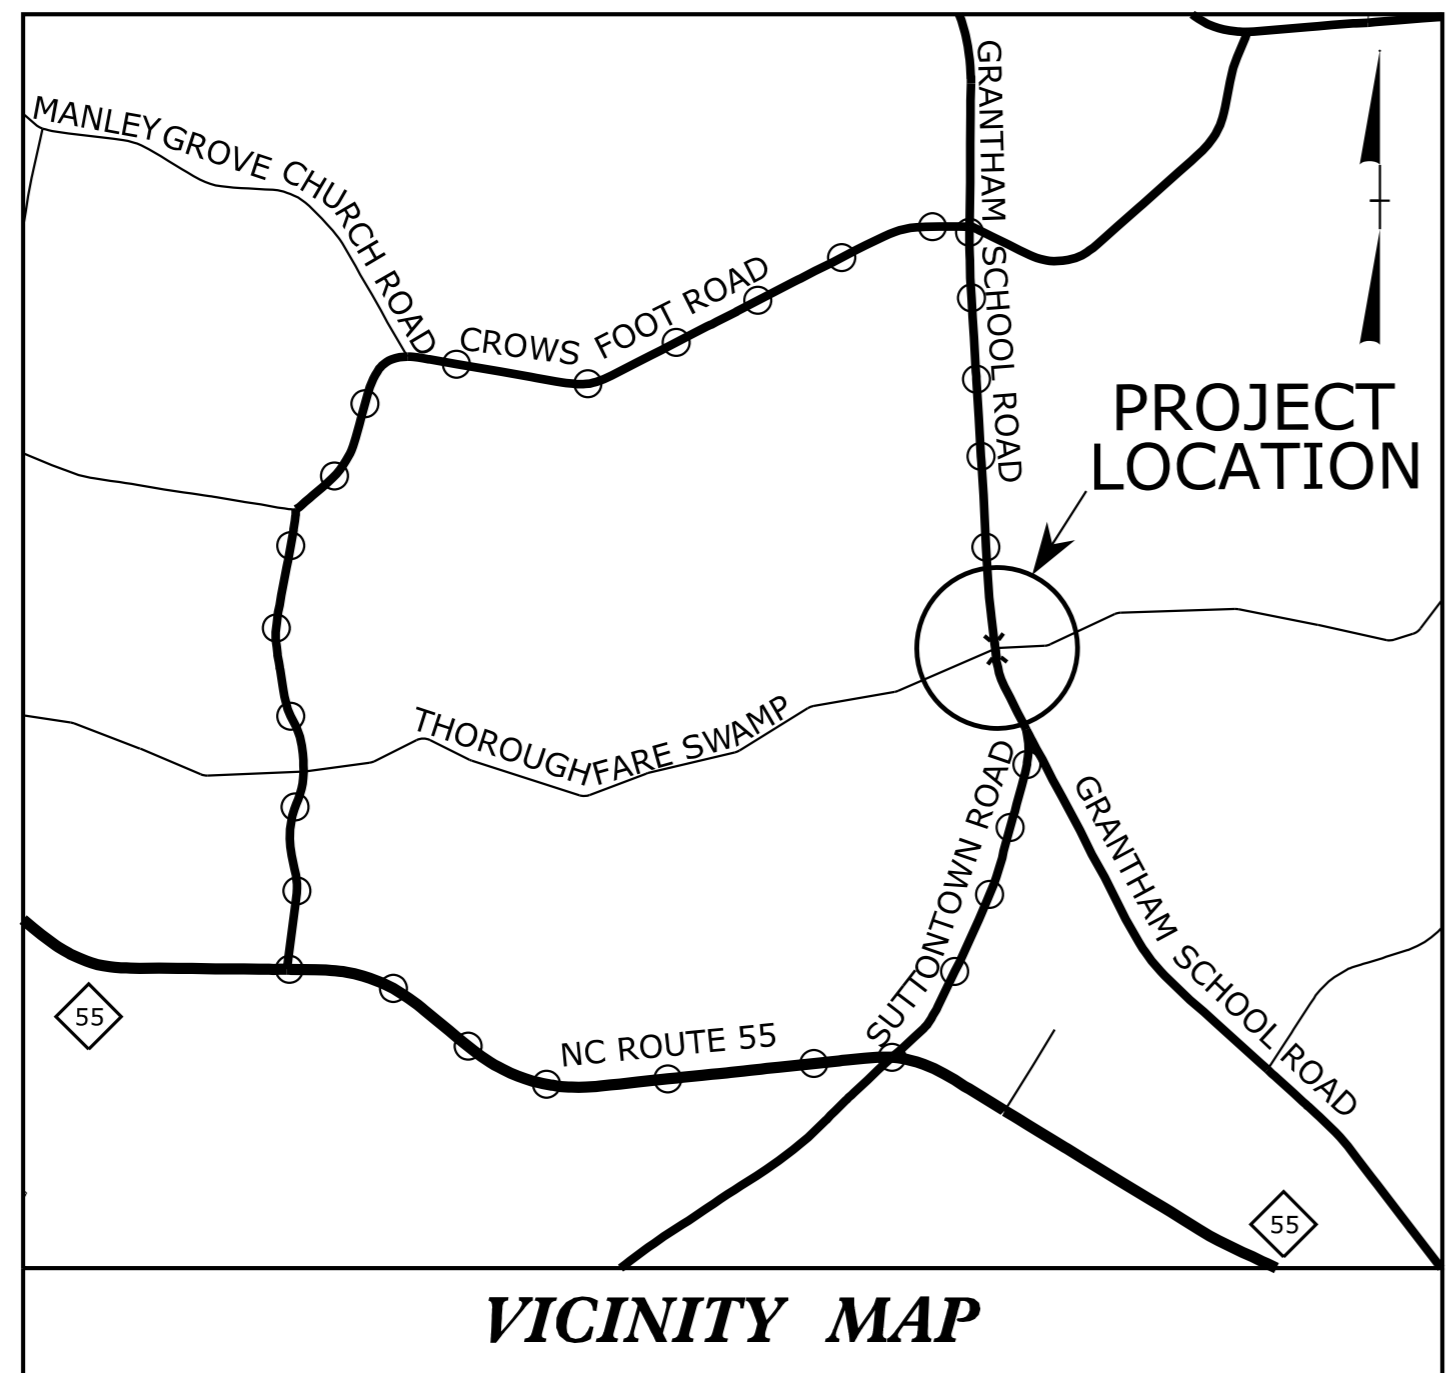 GRANTHAM SCHOOL ROAD
MANLEY GROVE CHURCH ROAD
CROWS FOOT ROAD
PROJECT
LOCATION
THOROUGHFARE SWAMP
SUTTONTOWN ROAD
GRANTHAM SCHOOL ROAD
55
NC ROUTE 55
55
VICINITY MAP